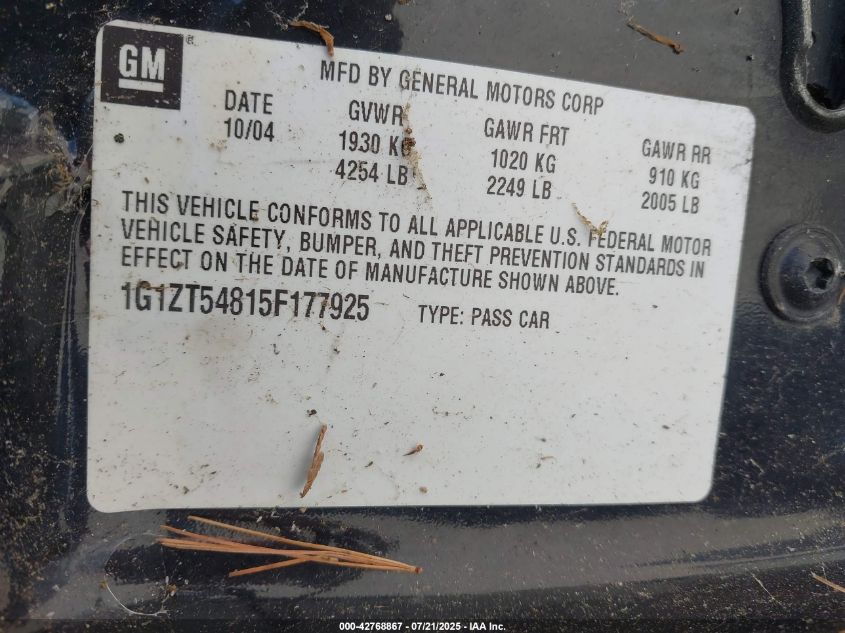 GM ®
MFD BY GENERAL MOTORS CORP
DATE GVWR GAWR FRT GAWR RR
10/04 1930 KG 1020 KG 910 KG
4254 LB 2249 LB 2005 LB
THIS VEHICLE CONFORMS TO ALL APPLICABLE U.S. FEDERAL MOTOR
VEHICLE SAFETY, BUMPER, AND THEFT PREVENTION STANDARDS IN
EFFECT ON THE DATE OF MANUFACTURE SHOWN ABOVE.
1G1ZT54815F177925 TYPE: PASS CAR
000-42768867 - 07/21/2025 - IAA Inc.